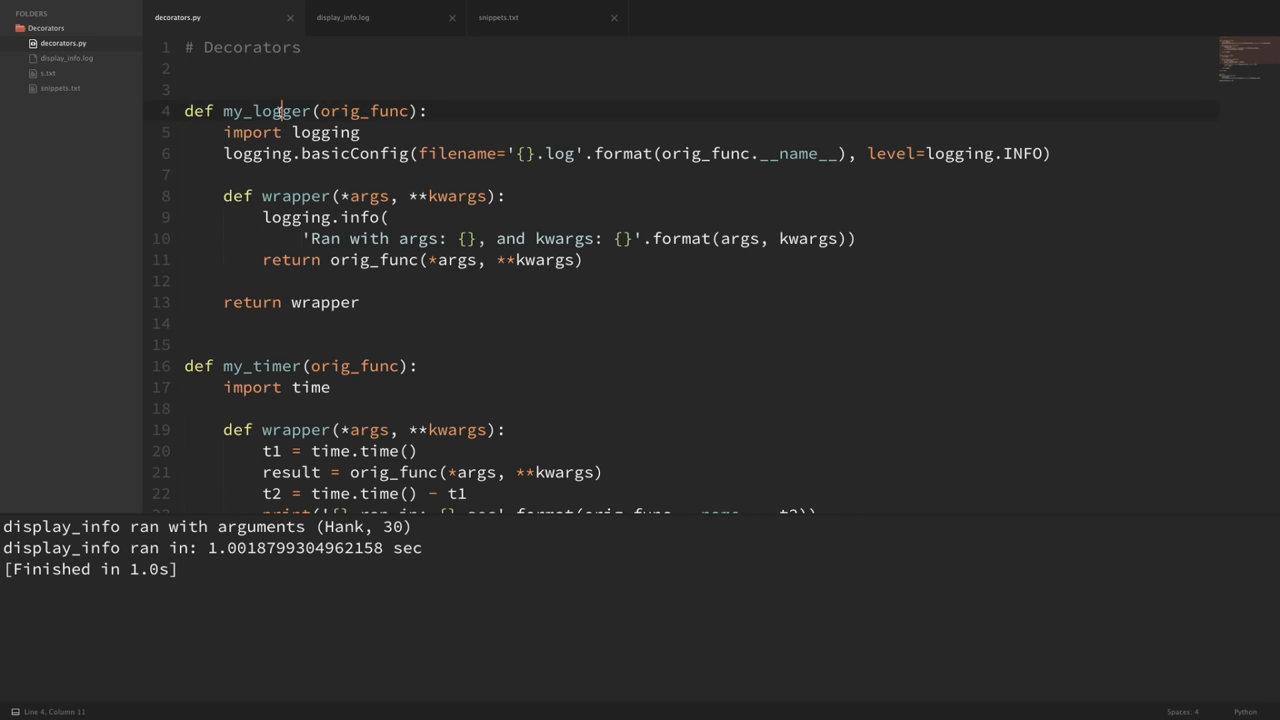 FOLDERS
Decorators
decorators.py
display_info.log
s.txt
snippets.txt
decorators.py
display_info.log
snippets.txt
1 # Decorators
2
3
4 def my_logger(orig_func):
5 import logging
6 logging.basicConfig(filename='{}.log'.format(orig_func.__name__), level=logging.INFO)
7
8 def wrapper(*args, **kwargs):
9 logging.info(
10 'Ran with args: {}, and kwargs: {}'.format(args, kwargs))
11 return orig_func(*args, **kwargs)
12
13 return wrapper
14
15
16 def my_timer(orig_func):
17 import time
18
19 def wrapper(*args, **kwargs):
20 t1 = time.time()
21 result = orig_func(*args, **kwargs)
22 t2 = time.time() - t1
display_info ran with arguments (Hank, 30)
display_info ran in: 1.0018799304962158 sec
[Finished in 1.0s]
Line 4, Column 11
Spaces: 4
Python